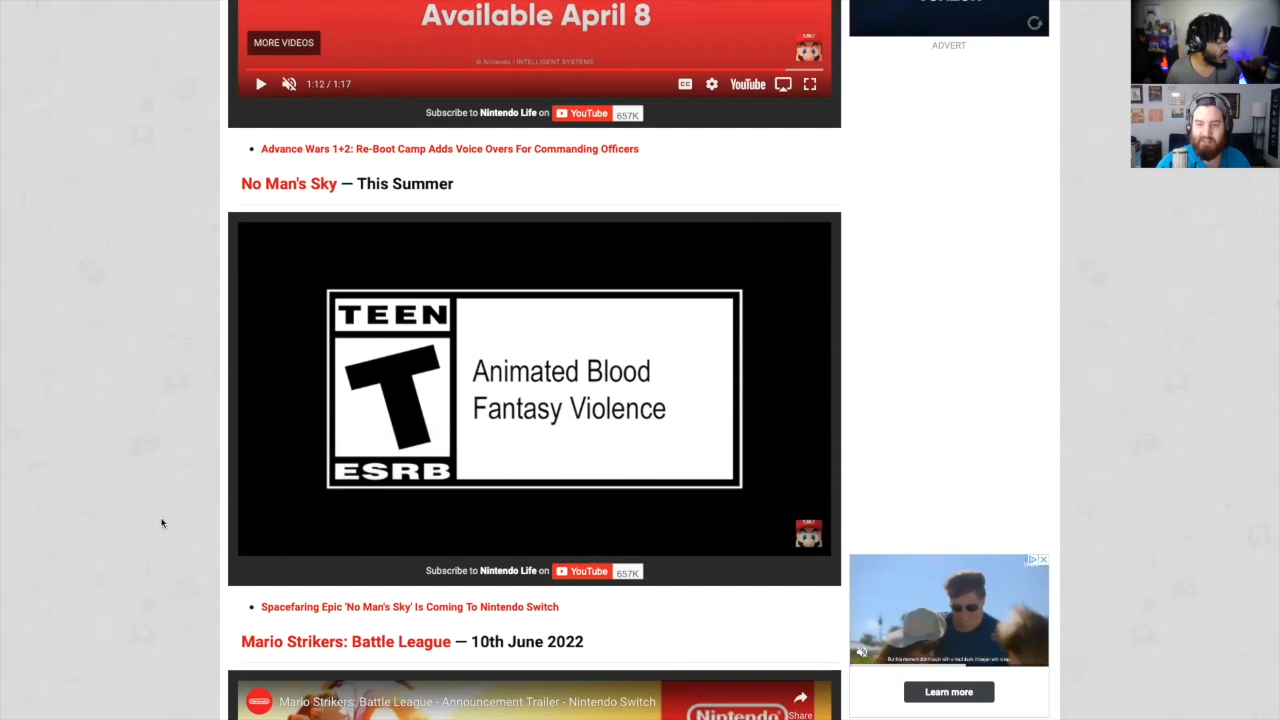 Available April 8
MORE VIDEOS
© Nintendo / INTELLIGENT SYSTEMS
1:12 / 1:17
YouTube
Subscribe to Nintendo Life on YouTube 657K
ADVERT
Advance Wars 1+2: Re-Boot Camp Adds Voice Overs For Commanding Officers
No Man's Sky — This Summer
TEEN
T
ESRB
Animated Blood
Fantasy Violence
Subscribe to Nintendo Life on YouTube 657K
Spacefaring Epic 'No Man's Sky' Is Coming To Nintendo Switch
Mario Strikers: Battle League — 10th June 2022
Mario Strikers: Battle League - Announcement Trailer - Nintendo Switch
Nintendo
Share
Learn more